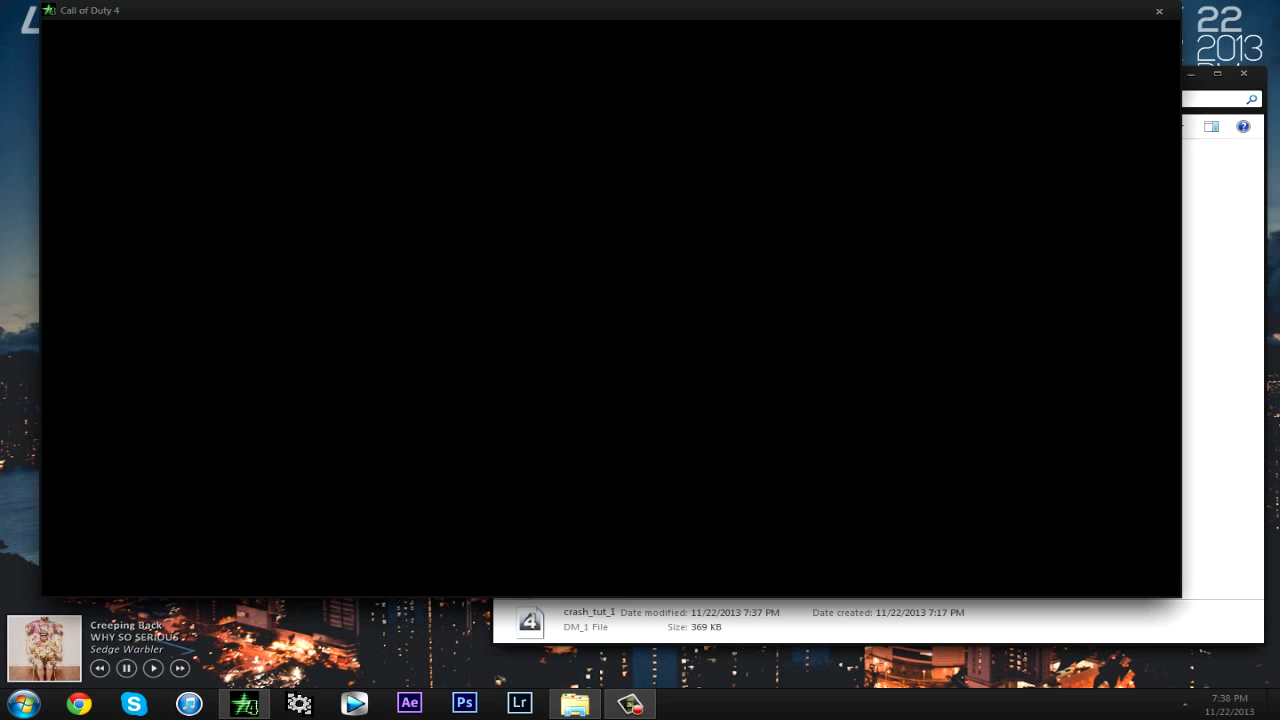 Call of Duty 4
22
2013
crash_tut_1 Date modified: 11/22/2013 7:37 PM Date created: 11/22/2013 7:17 PM
DM_1 File Size: 369 KB
Creeping Back
WHY SO SERIOUS
Sedge Warbler
Ae Ps Lr
7:38 PM
11/22/2013